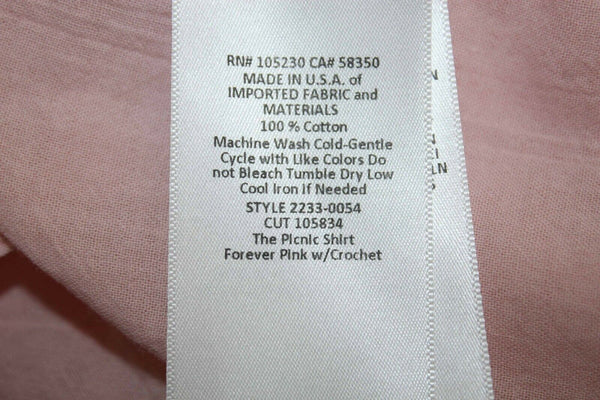 RN# 105230 CA# 58350
MADE IN U.S.A. of
IMPORTED FABRIC and
MATERIALS
100 % Cotton
Machine Wash Cold-Gentle
Cycle with Like Colors Do
not Bleach Tumble Dry Low
Cool Iron if Needed
STYLE 2233-0054
CUT 105834
The Picnic Shirt
Forever Pink w/Crochet